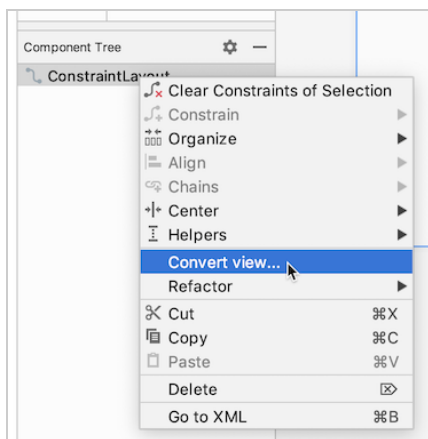 Component Tree
ConstraintLayout
Clear Constraints of Selection
Constrain
Organize
Align
Chains
Center
Helpers
Convert view...
Refactor
Cut ⌘X
Copy ⌘C
Paste ⌘V
Delete ⌦
Go to XML ⌘B